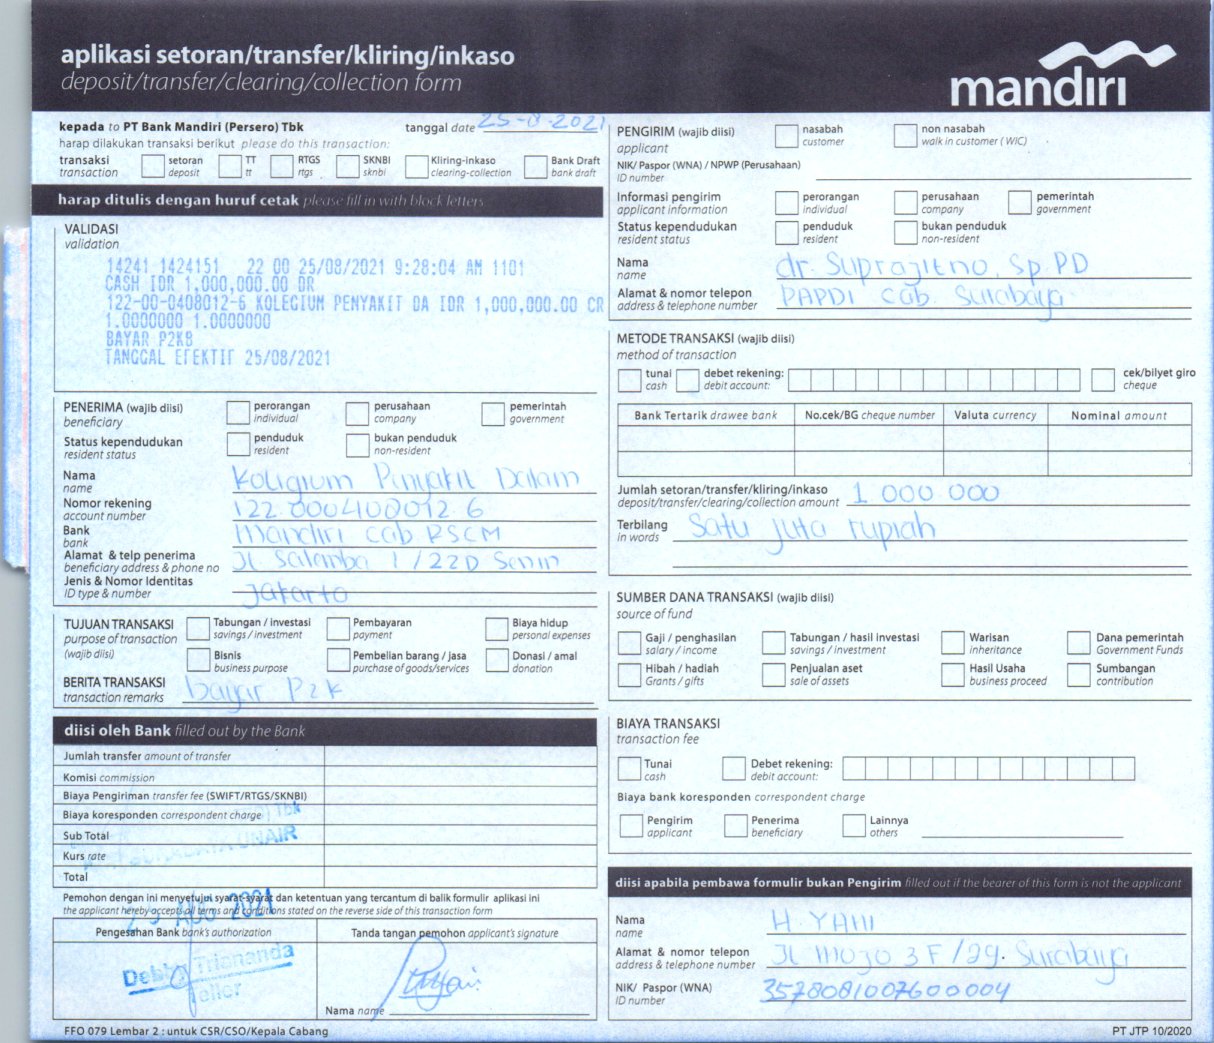 aplikasi setoran/transfer/kliring/inkaso
deposit/transfer/clearing/collection form
mandiri
kepada to PT Bank Mandiri (Persero) Tbk
tanggal date 25-8-2021
harap dilakukan transaksi berikut please do this transaction:
transaksi
transaction
setoran
deposit
TT
tt
RTGS
rtgs
SKNBI
sknbi
Kliring-inkaso
clearing-collection
Bank Draft
bank draft
harap ditulis dengan huruf cetak please fill in with block letters
VALIDASI
validation
14241 1424151 22 00 25/08/2021 9:28:04 AM 1101
CASH IDR 1,000,000.00 DR
122-00-0408012-6 KOLEGIUM PENYAKIT DA IDR 1,000,000.00 CR
1.0000000 1.0000000
BAYAR P2KB
TANGGAL EFEKTIF 25/08/2021
PENERIMA (wajib diisi)
beneficiary
perorangan
individual
perusahaan
company
pemerintah
government
Status kependudukan
resident status
penduduk
resident
bukan penduduk
non-resident
Nama
name
Koligium Penyakit Dalam
Nomor rekening
account number
122.0004080012 6
Bank
bank
Mandiri cab RSCM
Alamat & telp penerima
beneficiary address & phone no
Jl Salemba 1 / 22D Senin
Jenis & Nomor Identitas
ID type & number
Jakarta
TUJUAN TRANSAKSI
purpose of transaction
(wajib diisi)
Tabungan / investasi
savings / investment
Pembayaran
payment
Biaya hidup
personal expenses
Bisnis
business purpose
Pembelian barang / jasa
purchase of goods/services
Donasi / amal
donation
BERITA TRANSAKSI
transaction remarks
bayar P2K
diisi oleh Bank filled out by the Bank
Jumlah transfer amount of transfer
Komisi commission
Biaya Pengiriman transfer fee (SWIFT/RTGS/SKNBI)
Biaya koresponden correspondent charge
Tbk
Sub Total
UNAIR
Kurs rate
Total
Pemohon dengan ini menyetujui syarat-syarat dan ketentuan yang tercantum di balik formulir aplikasi ini
the applicant hereby accepts all terms and conditions stated on the reverse side of this transaction form
AUG 2021
Pengesahan Bank bank's authorization
Tanda tangan pemohon applicant's signature
Debby Trisnanda
Teller
Nama name
FFO 079 Lembar 2 : untuk CSR/CSO/Kepala Cabang
PENGIRIM (wajib diisi)
applicant
nasabah
customer
non nasabah
walk in customer ( WIC)
NIK/ Paspor (WNA) / NPWP (Perusahaan)
ID number
Informasi pengirim
applicant information
perorangan
individual
perusahaan
company
pemerintah
government
Status kependudukan
resident status
penduduk
resident
bukan penduduk
non-resident
Nama
name
dr Suprajitno, Sp.PD
Alamat & nomor telepon
address & telephone number
PAPDI cab. Surabaya
METODE TRANSAKSI (wajib diisi)
method of transaction
tunai
cash
debet rekening:
debit account:
cek/bilyet giro
cheque
Bank Tertarik drawee bank
No.cek/BG cheque number
Valuta currency
Nominal amount
Jumlah setoran/transfer/kliring/inkaso
deposit/transfer/clearing/collection amount
1 000 000
Terbilang
in words
Satu juta rupiah
SUMBER DANA TRANSAKSI (wajib diisi)
source of fund
Gaji / penghasilan
salary / income
Tabungan / hasil investasi
savings / investment
Warisan
inheritance
Dana pemerintah
Government Funds
Hibah / hadiah
Grants / gifts
Penjualan aset
sale of assets
Hasil Usaha
business proceed
Sumbangan
contribution
BIAYA TRANSAKSI
transaction fee
Tunai
cash
Debet rekening:
debit account:
Biaya bank koresponden correspondent charge
Pengirim
applicant
Penerima
beneficiary
Lainnya
others
diisi apabila pembawa formulir bukan Pengirim filled out if the bearer of this form is not the applicant
Nama
name
H. YANI
Alamat & nomor telepon
address & telephone number
Jl Mojo 3 F /29. Surabaya
NIK/ Paspor (WNA)
ID number
3578081007600004
PT JTP 10/2020